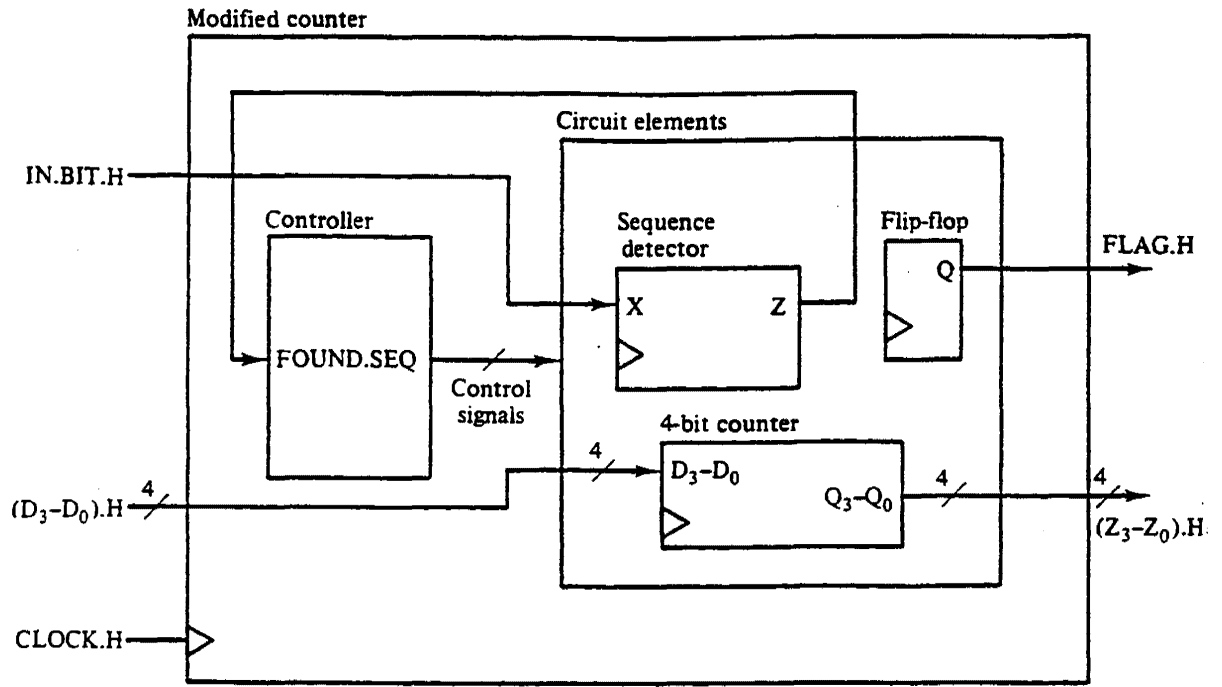 Modified counter
Circuit elements
IN.BIT.H
Controller
Sequence
detector
Flip-flop
FLAG.H
Q
X
Z
FOUND.SEQ
Control
signals
4-bit counter
4
D₃–D₀
4
(D₃–D₀).H
Q₃–Q₀
4
4
(Z₃–Z₀).H
CLOCK.H